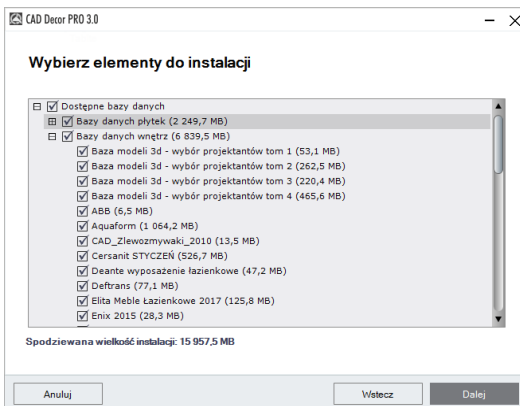 CAD Decor PRO 3.0
Wybierz elementy do instalacji
Dostępne bazy danych
Bazy danych płytek (2 249,7 MB)
Bazy danych wnętrz (6 839,5 MB)
Baza modeli 3d - wybór projektantów tom 1 (53,1 MB)
Baza modeli 3d - wybór projektantów tom 2 (262,5 MB)
Baza modeli 3d - wybór projektantów tom 3 (220,4 MB)
Baza modeli 3d - wybór projektantów tom 4 (465,6 MB)
ABB (6,5 MB)
Aquaform (1 064,2 MB)
CAD_Zlewozmywaki_2010 (13,5 MB)
Cersanit STYCZEŃ (526,7 MB)
Deante wyposażenie łazienkowe (47,2 MB)
Deftrans (77,1 MB)
Elita Meble Łazienkowe 2017 (125,8 MB)
Enix 2015 (28,3 MB)
Spodziewana wielkość instalacji: 15 957,5 MB
Anuluj
Wstecz
Dalej